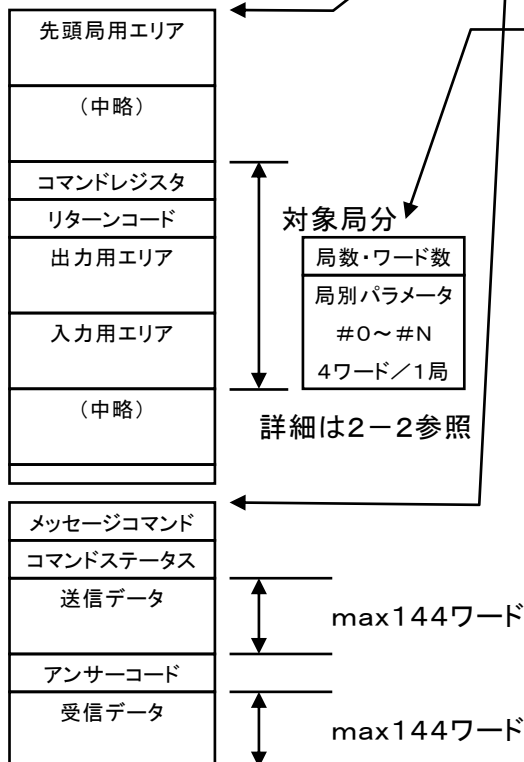 先頭局用エリア
（中略）
コマンドレジスタ
リターンコード
出力用エリア
入力用エリア
（中略）
対象局分
局数・ワード数
局別パラメータ
＃０～＃Ｎ
４ワード／１局
詳細は２－２参照
メッセージコマンド
コマンドステータス
送信データ
ｍａｘ１４４ワード
アンサーコード
受信データ
ｍａｘ１４４ワード